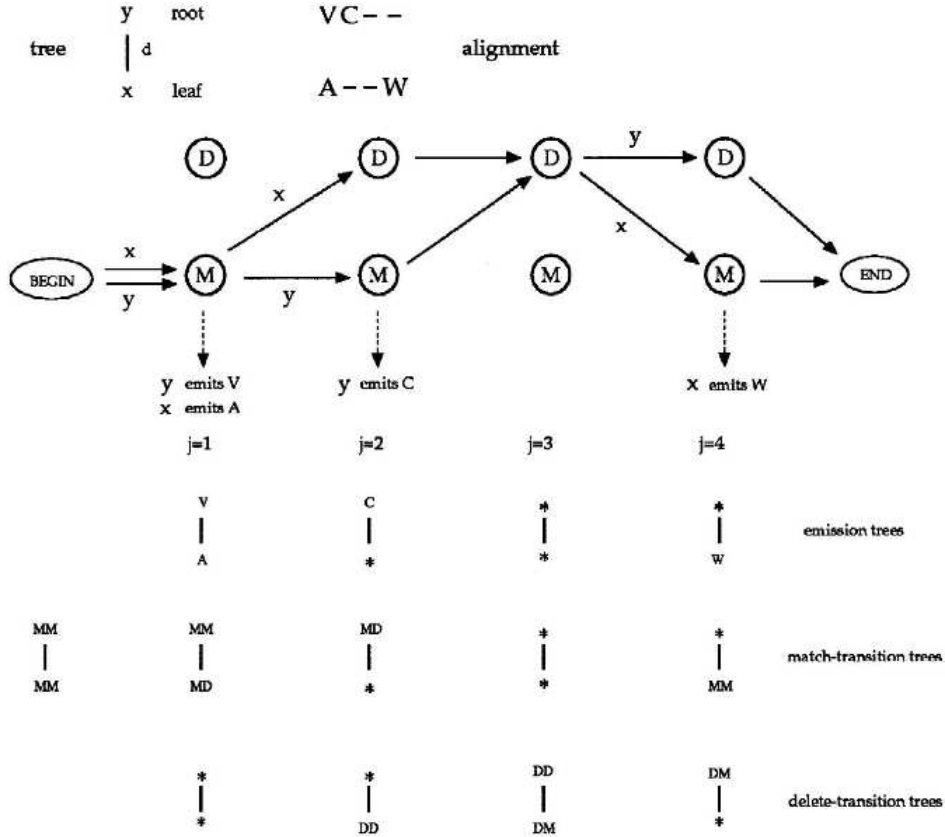 y root VC--
tree d alignment
x leaf A--W
D D D y D
x x
x
BEGIN M M M M END
y y
y emits V y emits C x emits W
x emits A
j=1 j=2 j=3 j=4
V C * *
emission trees
A * * W
MM MM MD * *
match-transition trees
MM MD * * MM
* * DD DM
delete-transition trees
* DD DM *